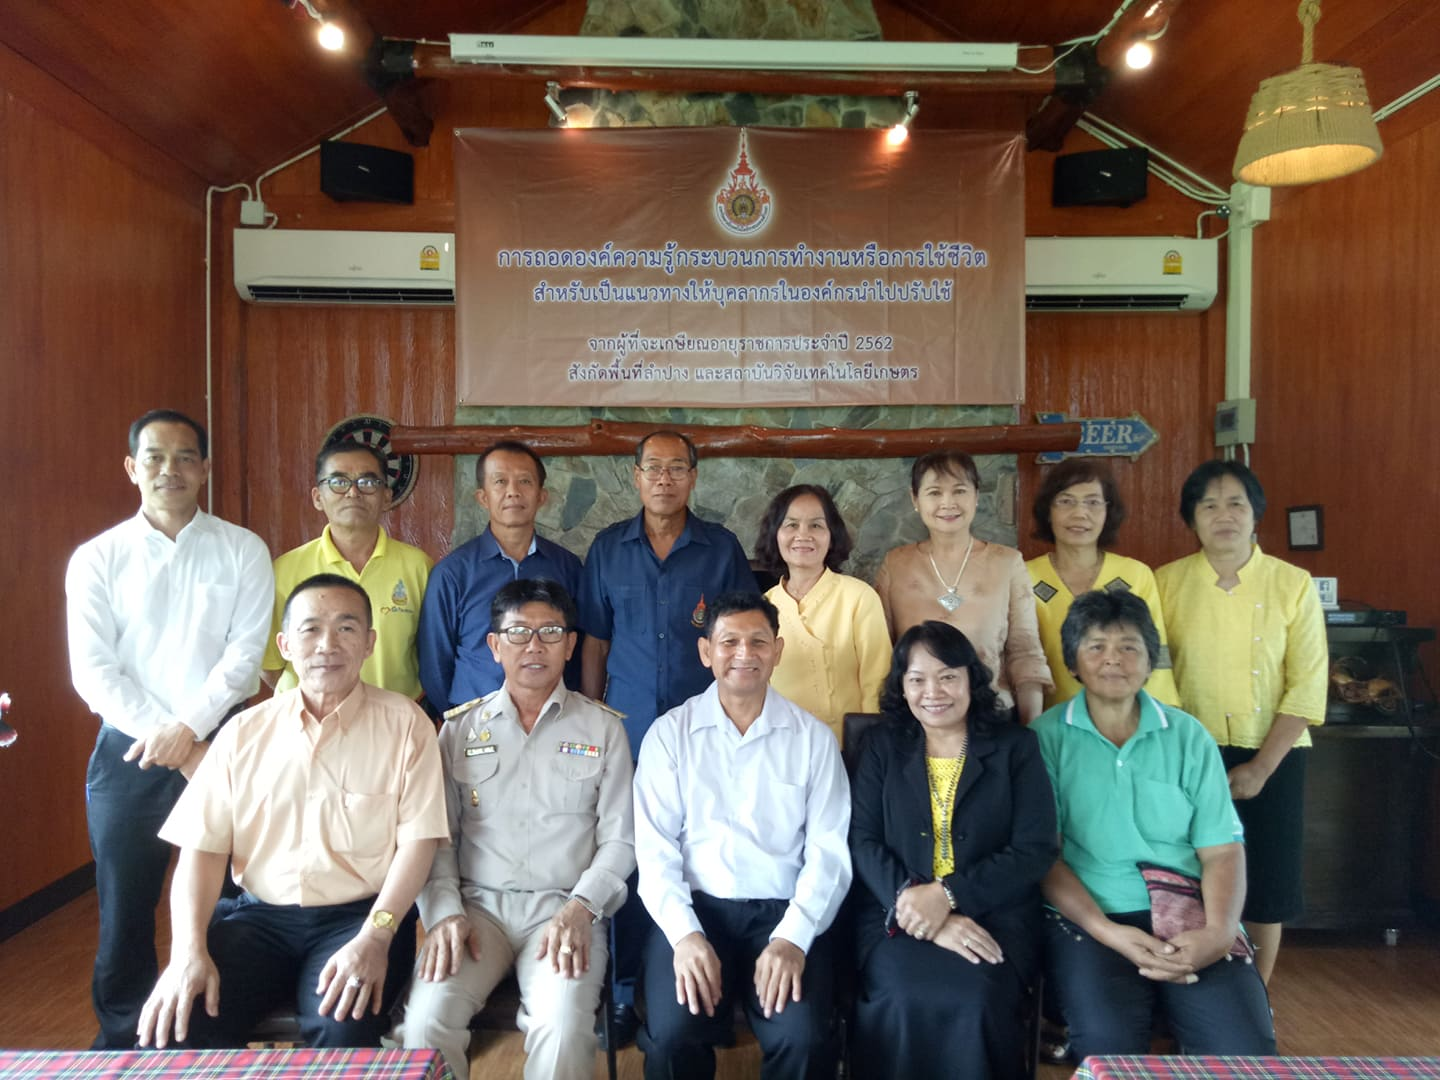 การถอดองค์ความรู้กระบวนการทำงานหรือการใช้ชีวิต
สำหรับเป็นแนวทางให้บุคลากรในองค์กรนำไปปรับใช้
จากผู้ที่จะเกษียณอายุราชการประจำปี 2562
สังกัดพื้นที่ลำปาง และสถาบันวิจัยเทคโนโลยีเกษตร
BEER